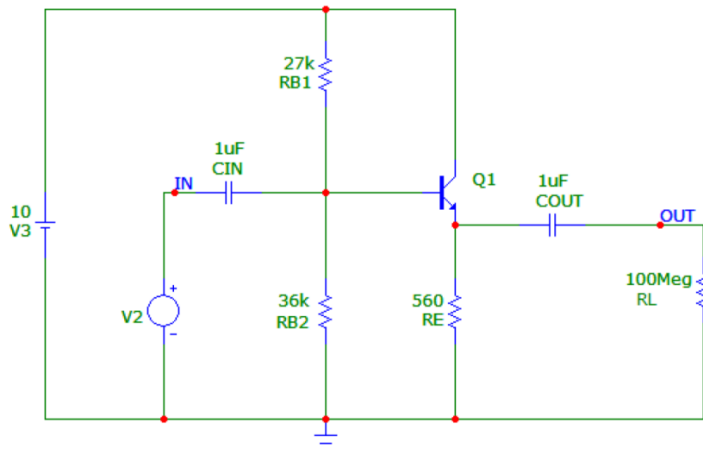 27k
RB1
1uF
CIN
IN
Q1
1uF
COUT
OUT
10
V3
V2
+
-
36k
RB2
560
RE
100Meg
RL